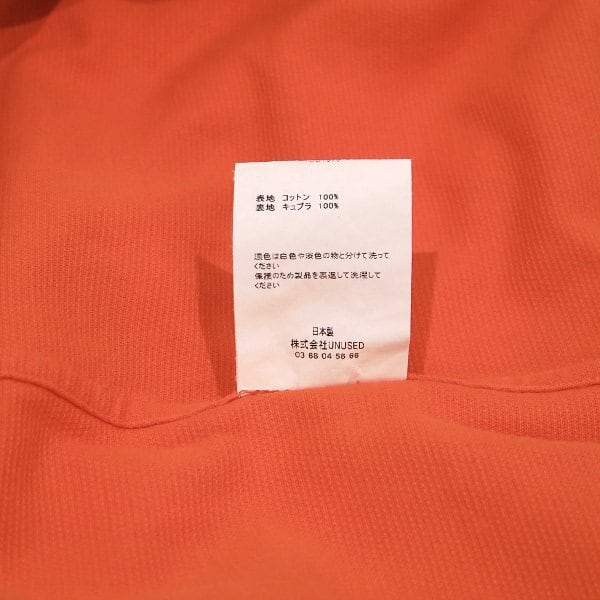 表地 コットン 100%
裏地 キュプラ 100%
濃色は白色や淡色の物と分けて洗って
ください
保護のため製品を裏返して洗濯して
ください
日本製
株式会社UNUSED
03 68 04 56 66